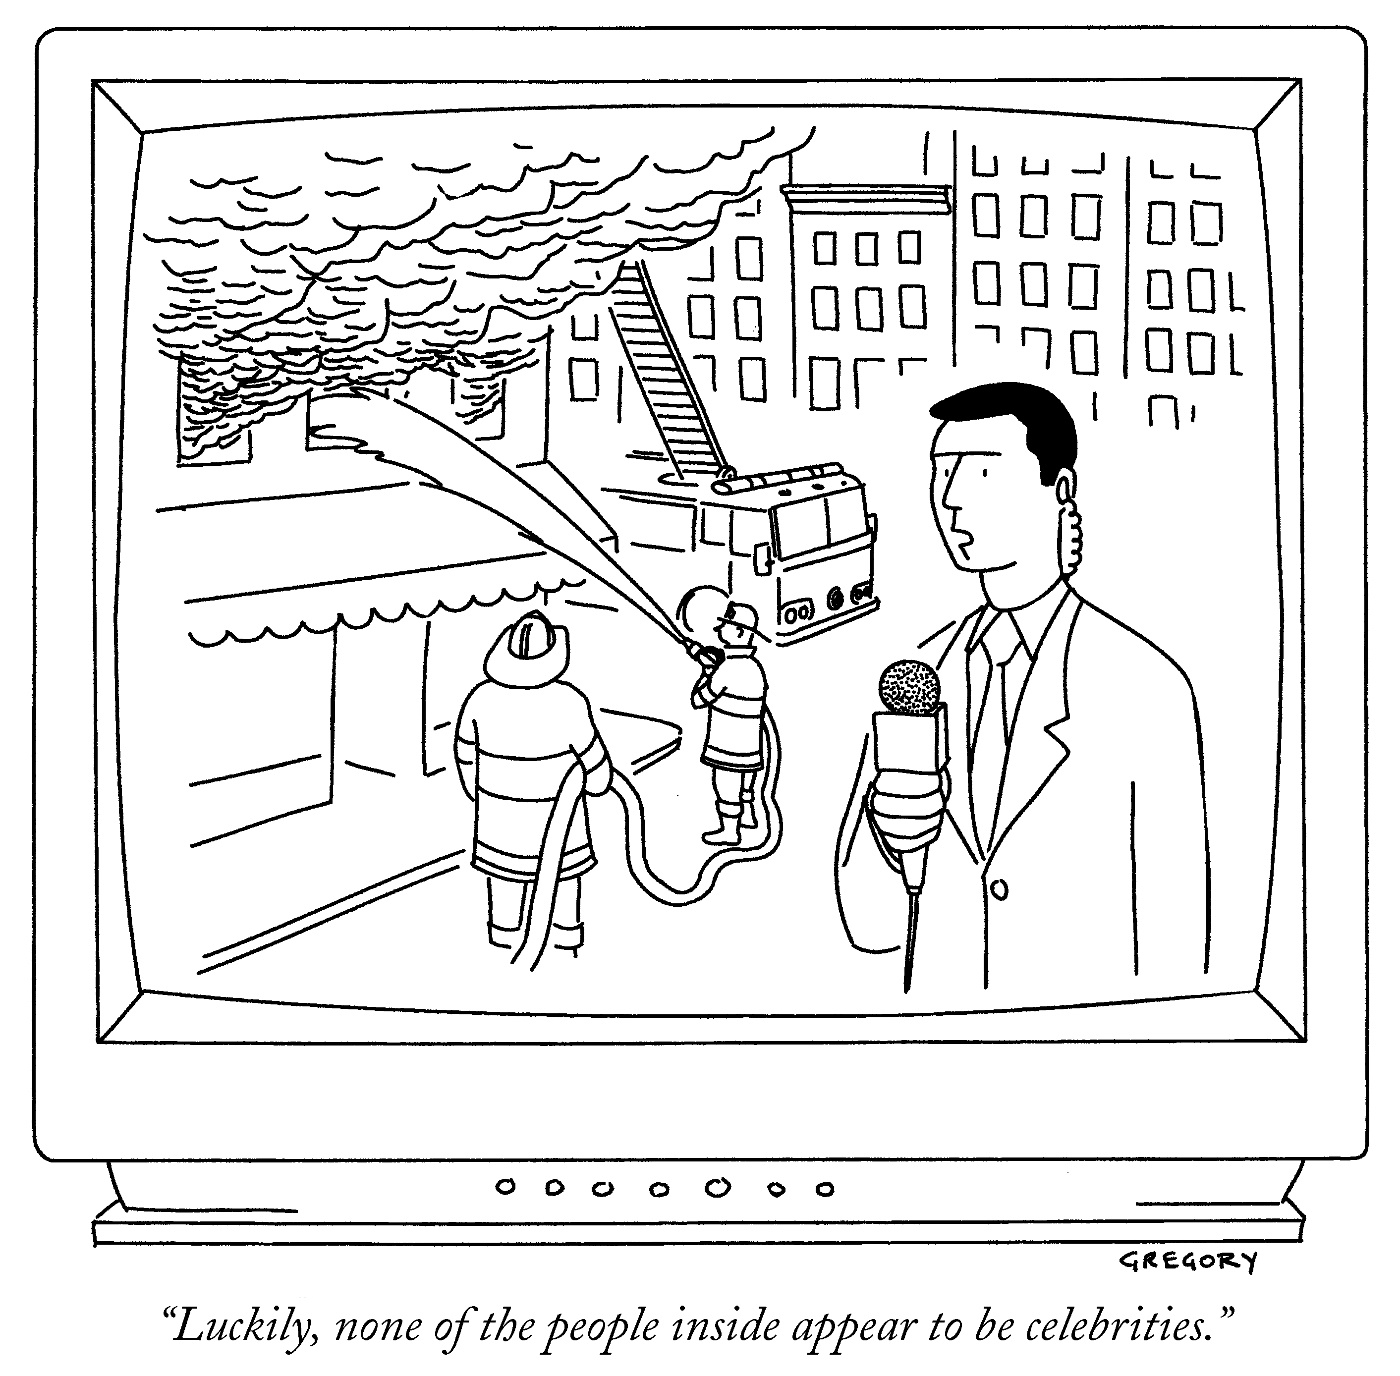 GREGORY
“Luckily, none of the people inside appear to be celebrities.”